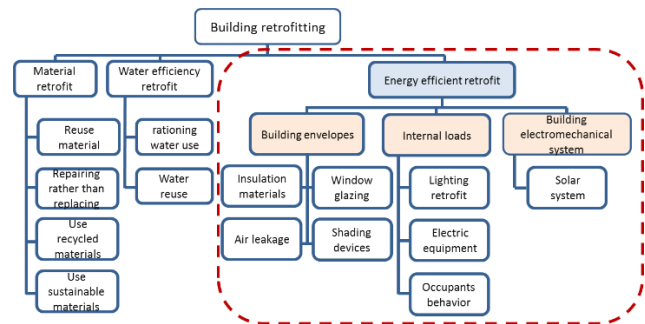 Building retrofitting
Material
retrofit
Water efficiency
retrofit
Energy efficient retrofit
Reuse
material
Repairing rather than
replacing
Use
recycled materials
Use
sustainable materials
rationing
water use
Water
reuse
Building envelopes
Insulation
materials
Window
glazing
Air leakage
Shading
devices
Internal loads
Lighting
retrofit
Electric
equipment
Occupants
behavior
Building
electromechanical
system
Solar
system